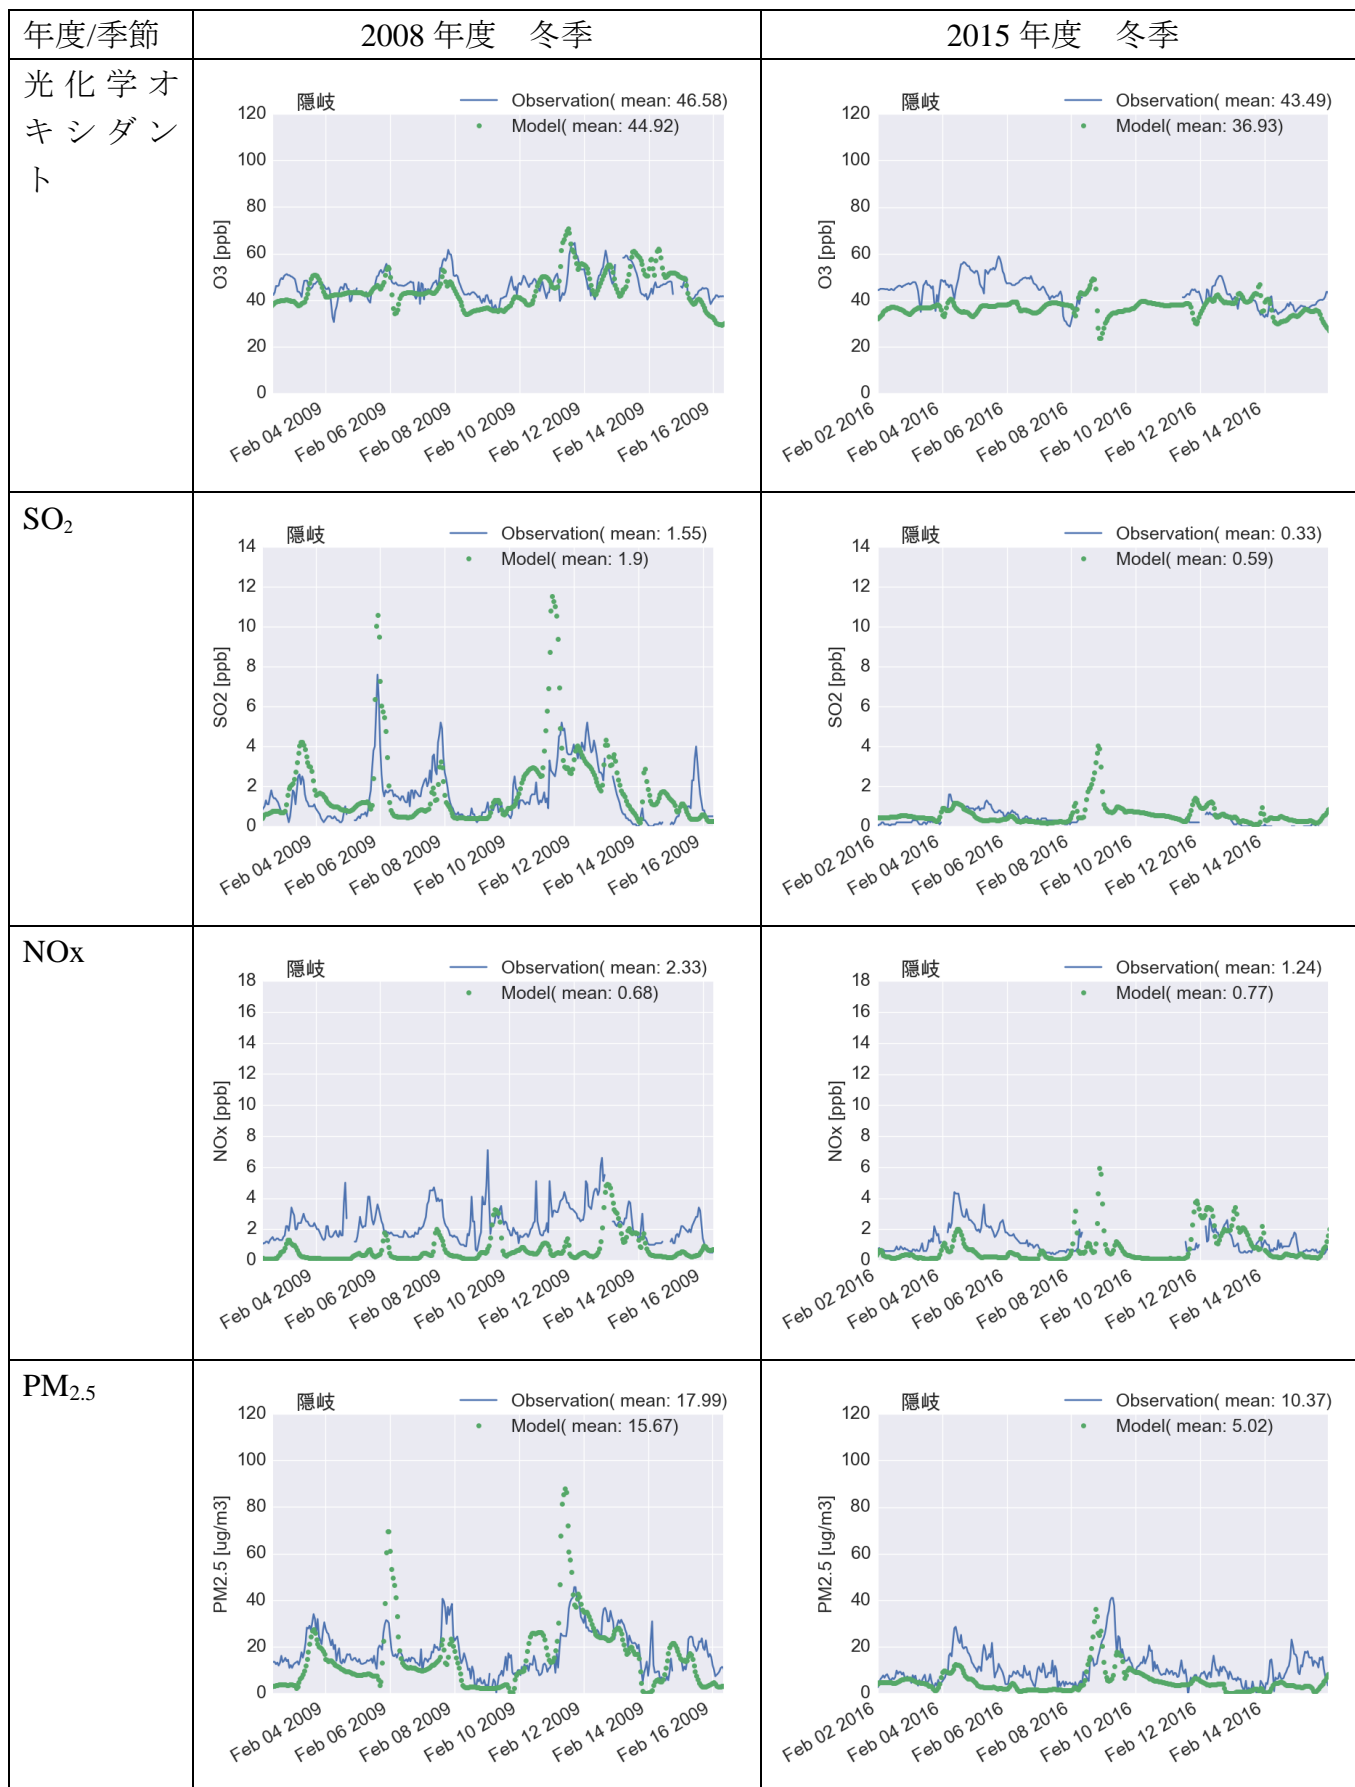 年度/季節
2008 年度　冬季
2015 年度　冬季
光化学オ
キシダン
ト
隠岐
Observation( mean: 46.58)
Model( mean: 44.92)
120
100
80
60
40
20
0
O3 [ppb]
Feb 04 2009
Feb 06 2009
Feb 08 2009
Feb 10 2009
Feb 12 2009
Feb 14 2009
Feb 16 2009
隠岐
Observation( mean: 43.49)
Model( mean: 36.93)
120
100
80
60
40
20
0
O3 [ppb]
Feb 02 2016
Feb 04 2016
Feb 06 2016
Feb 08 2016
Feb 10 2016
Feb 12 2016
Feb 14 2016
SO2
隠岐
Observation( mean: 1.55)
Model( mean: 1.9)
14
12
10
8
6
4
2
0
SO2 [ppb]
Feb 04 2009
Feb 06 2009
Feb 08 2009
Feb 10 2009
Feb 12 2009
Feb 14 2009
Feb 16 2009
隠岐
Observation( mean: 0.33)
Model( mean: 0.59)
14
12
10
8
6
4
2
0
SO2 [ppb]
Feb 02 2016
Feb 04 2016
Feb 06 2016
Feb 08 2016
Feb 10 2016
Feb 12 2016
Feb 14 2016
NOx
隠岐
Observation( mean: 2.33)
Model( mean: 0.68)
18
16
14
12
10
8
6
4
2
0
NOx [ppb]
Feb 04 2009
Feb 06 2009
Feb 08 2009
Feb 10 2009
Feb 12 2009
Feb 14 2009
Feb 16 2009
隠岐
Observation( mean: 1.24)
Model( mean: 0.77)
18
16
14
12
10
8
6
4
2
0
NOx [ppb]
Feb 02 2016
Feb 04 2016
Feb 06 2016
Feb 08 2016
Feb 10 2016
Feb 12 2016
Feb 14 2016
PM2.5
隠岐
Observation( mean: 17.99)
Model( mean: 15.67)
120
100
80
60
40
20
0
PM2.5 [ug/m3]
Feb 04 2009
Feb 06 2009
Feb 08 2009
Feb 10 2009
Feb 12 2009
Feb 14 2009
Feb 16 2009
隠岐
Observation( mean: 10.37)
Model( mean: 5.02)
120
100
80
60
40
20
0
PM2.5 [ug/m3]
Feb 02 2016
Feb 04 2016
Feb 06 2016
Feb 08 2016
Feb 10 2016
Feb 12 2016
Feb 14 2016